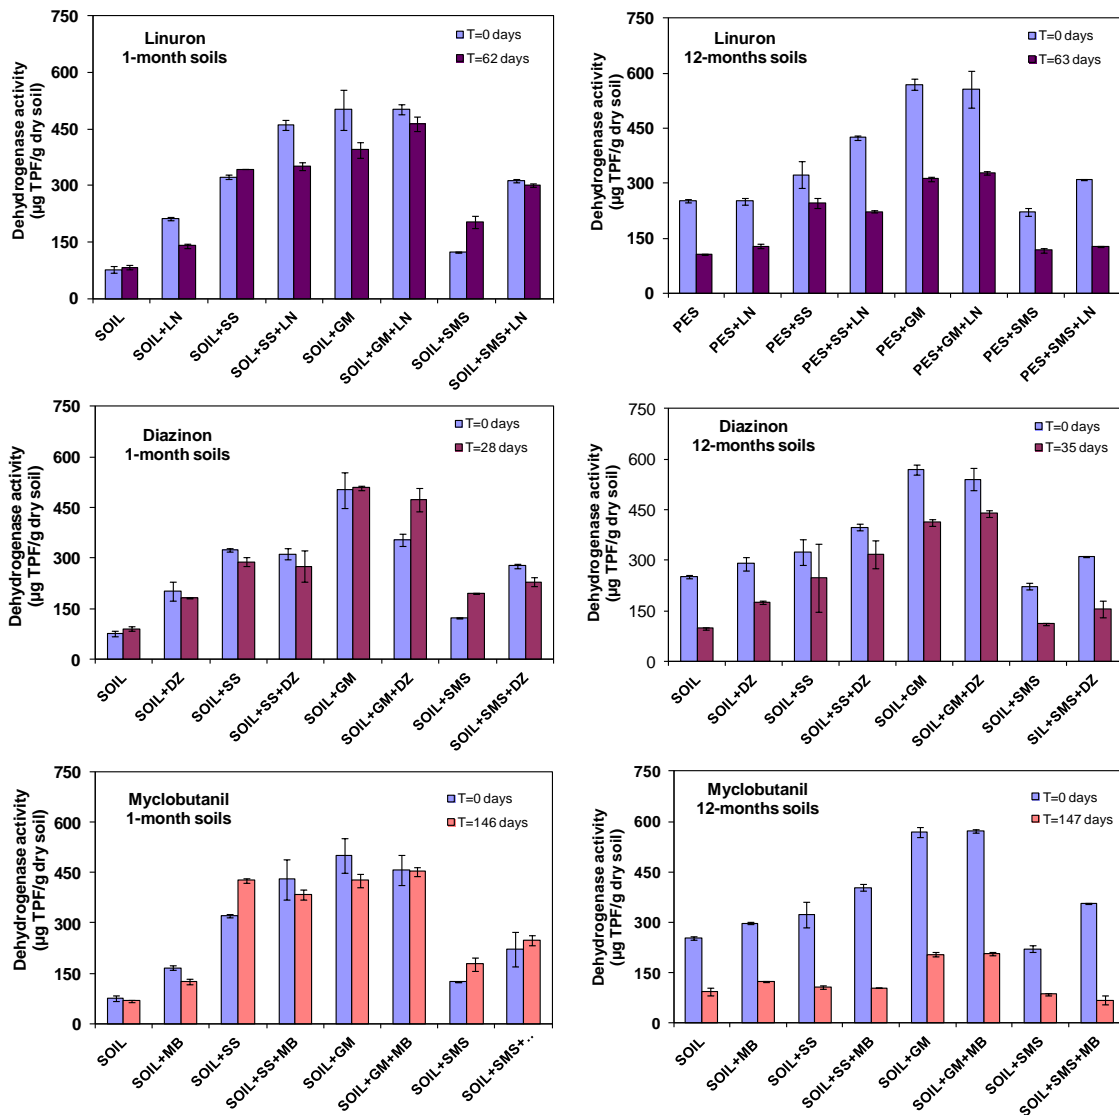 Linuron
1-month soils
T=0 days
T=62 days
Dehydrogenase activity
(µg TPF/g dry soil)
750
600
450
300
150
0
SOIL
SOIL+LN
SOIL+SS
SOL+SS+LN
SOIL+GM
SOIL+GM+LN
SOIL+SMS
SOIL+SMS+LN
Linuron
12-months soils
T=0 days
T=63 days
Dehydrogenase activity
(µg TPF/g dry soil)
750
600
450
300
150
0
PES
PES+LN
PES+SS
PES+SS+LN
PES+GM
PES+GM+LN
PES+SMS
PES+SMS+LN
Diazinon
1-month soils
T=0 days
T=28 days
Dehydrogenase activity
(µg TPF/g dry soil)
750
600
450
300
150
0
SOIL
SOIL+DZ
SOIL+SS
SOIL+SS+DZ
SOIL+GM
SOIL+GM+DZ
SOIL+SMS
SOIL+SMS+DZ
Diazinon
12-months soils
T=0 days
T=35 days
Dehydrogenase activity
(µg TPF/g dry soil)
750
600
450
300
150
0
SOIL
SOIL+DZ
SOIL+SS
SOIL+SS+DZ
SOIL+GM
SOIL+GM+DZ
SOIL+SMS
SIL+SMS+DZ
Myclobutanil
1-month soils
T=0 days
T=146 days
Dehydrogenase activity
(µg TPF/g dry soil)
750
600
450
300
150
0
SOIL
SOIL+MB
SOIL+SS
SOIL+SS+MB
SOIL+GM
SOIL+GM+MB
SOIL+SMS
SOIL+SMS+..
Myclobutanil
12-months soils
T=0 days
T=147 days
Dehydrogenase activity
(µg TPF/g dry soil)
750
600
450
300
150
0
SOIL
SOIL+MB
SOIL+SS
SOIL+SS+MB
SOIL+GM
SOIL+GM+MB
SOIL+SMS
SOIL+SMS+MB